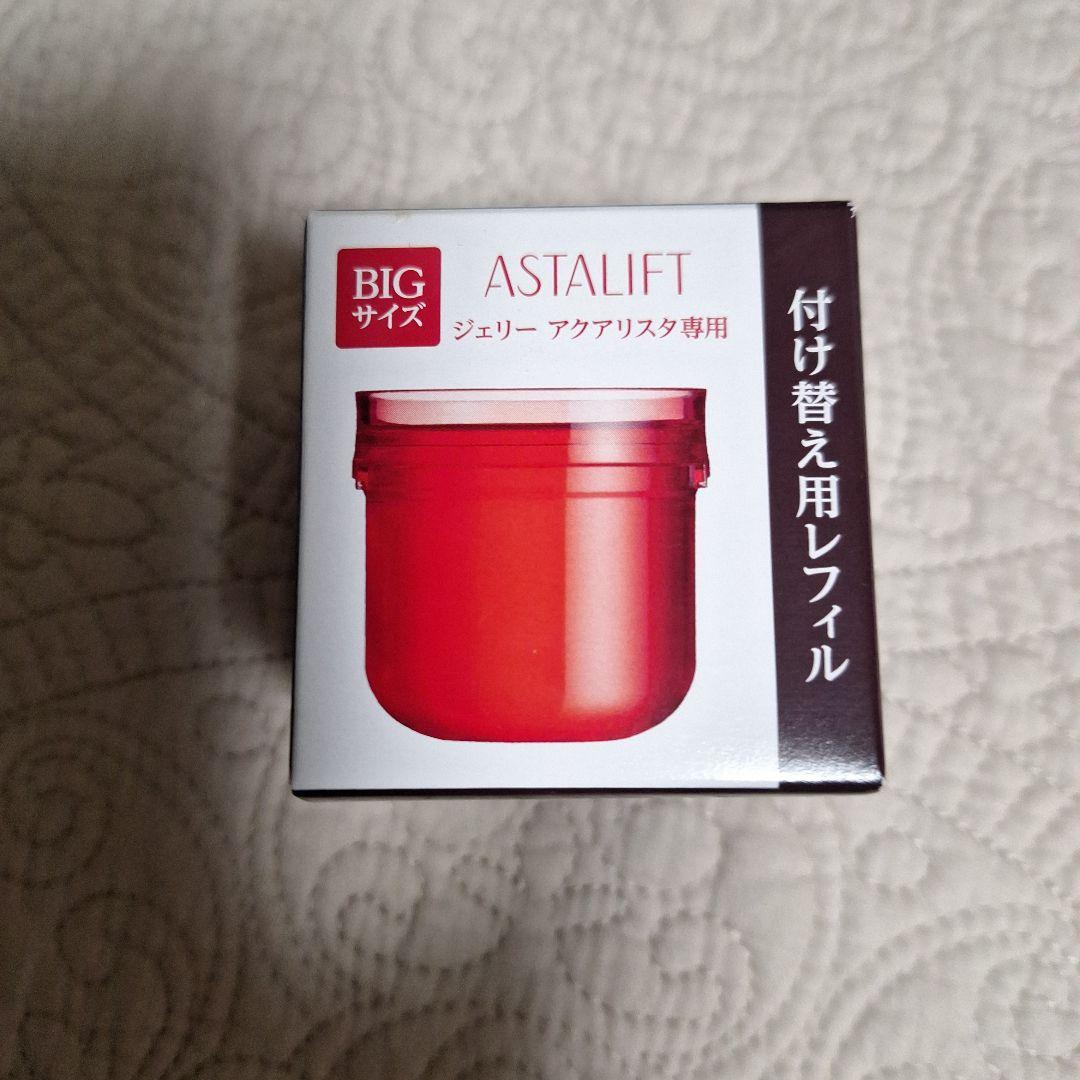 BIG
サイズ
ASTALIFT
ジェリー アクアリスタ専用
付け替え用レフィル